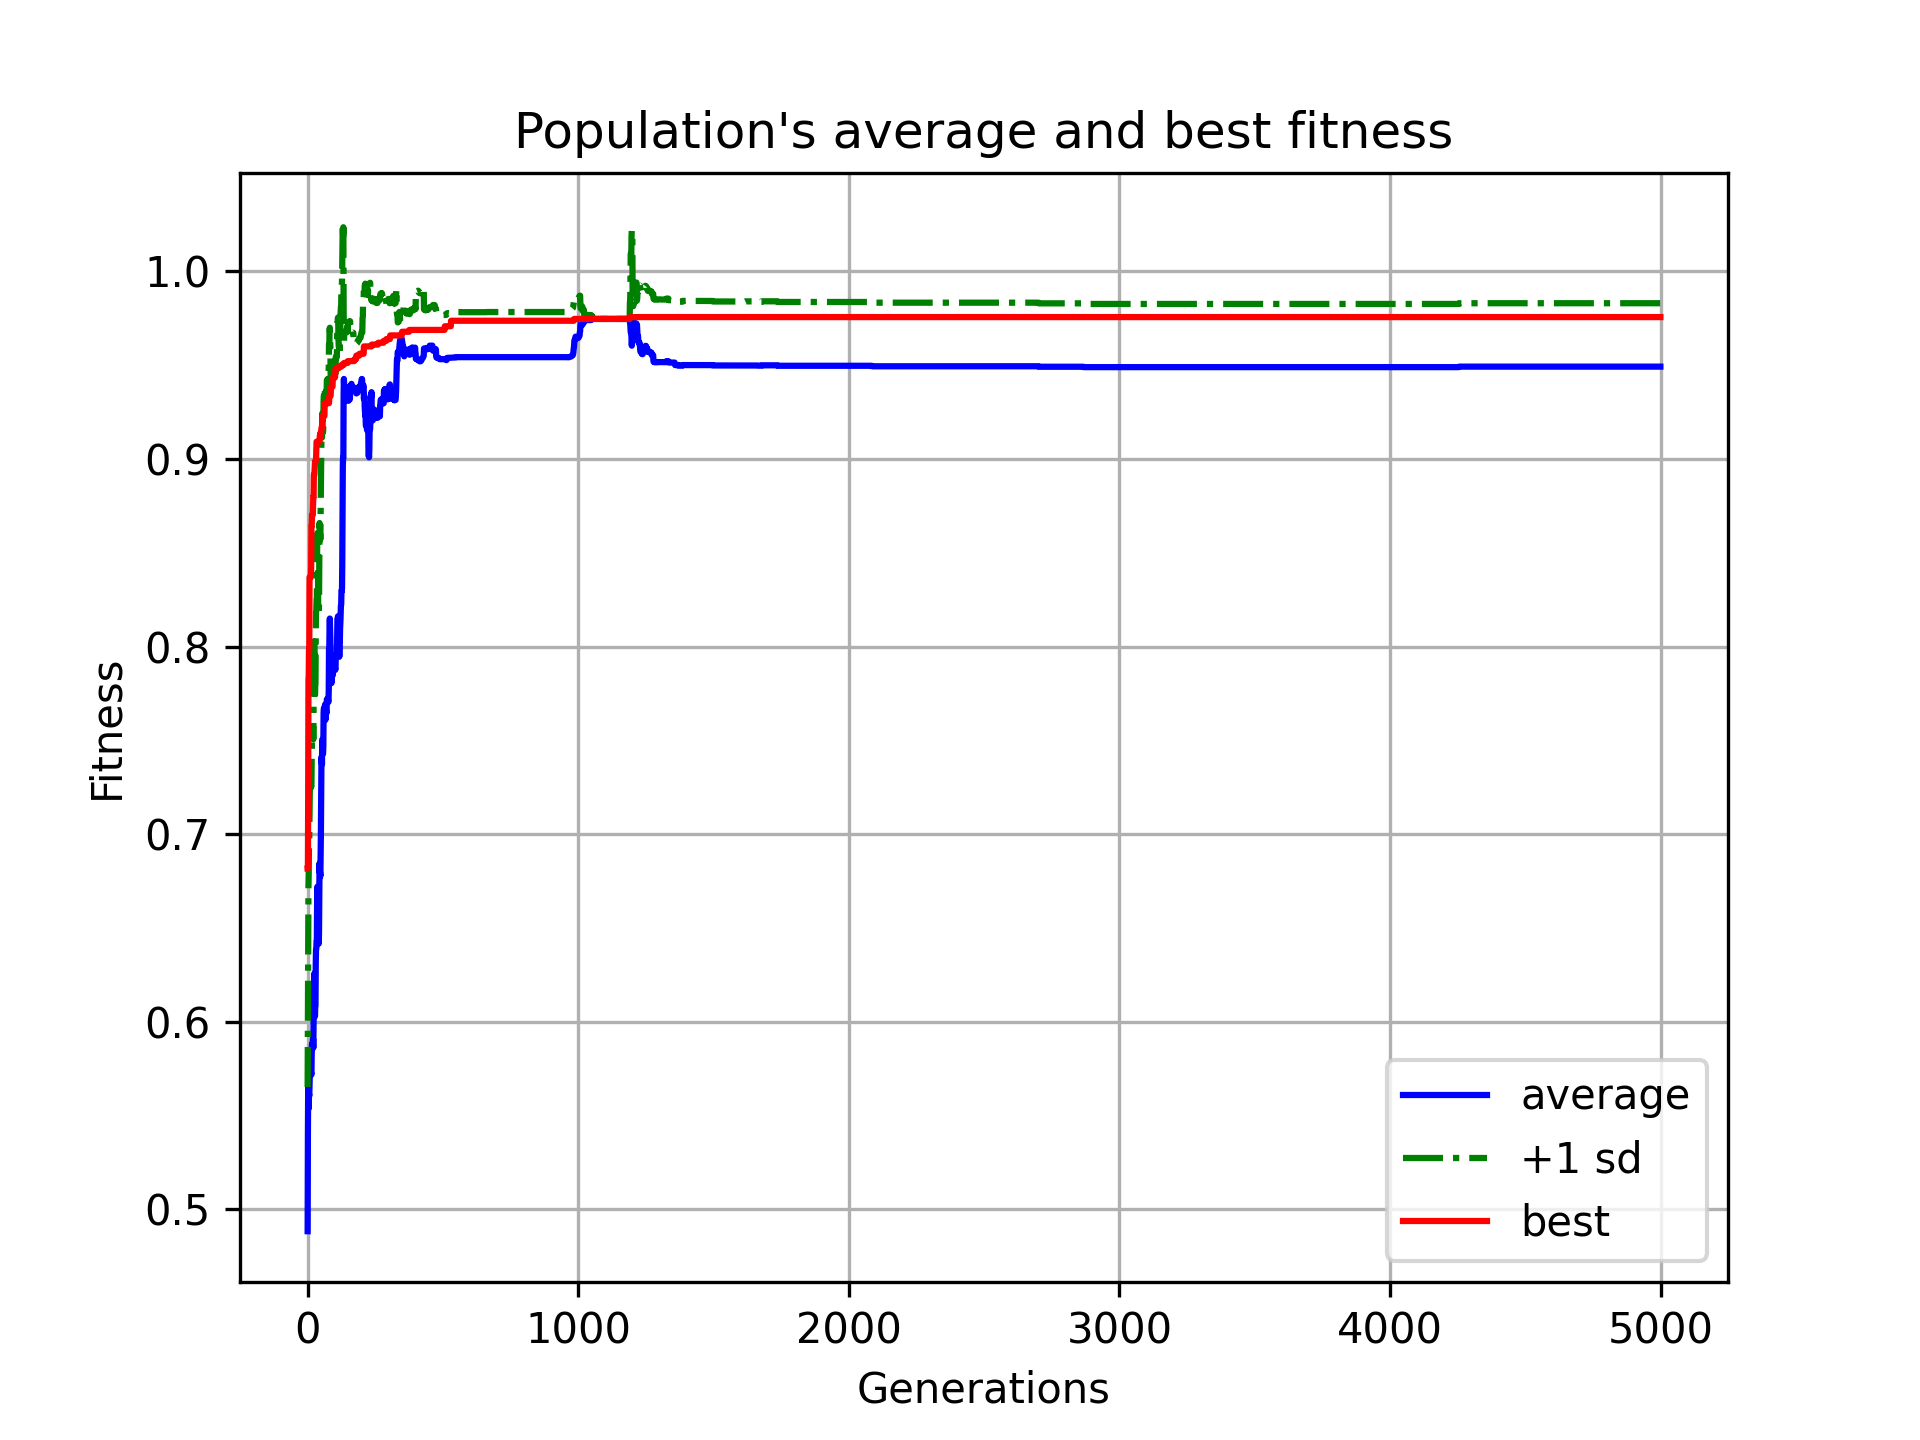 Population's average and best fitness
1.0
0.9
0.8
0.7
0.6
0.5
Fitness
0 1000 2000 3000 4000 5000
Generations
average
+1 sd
best